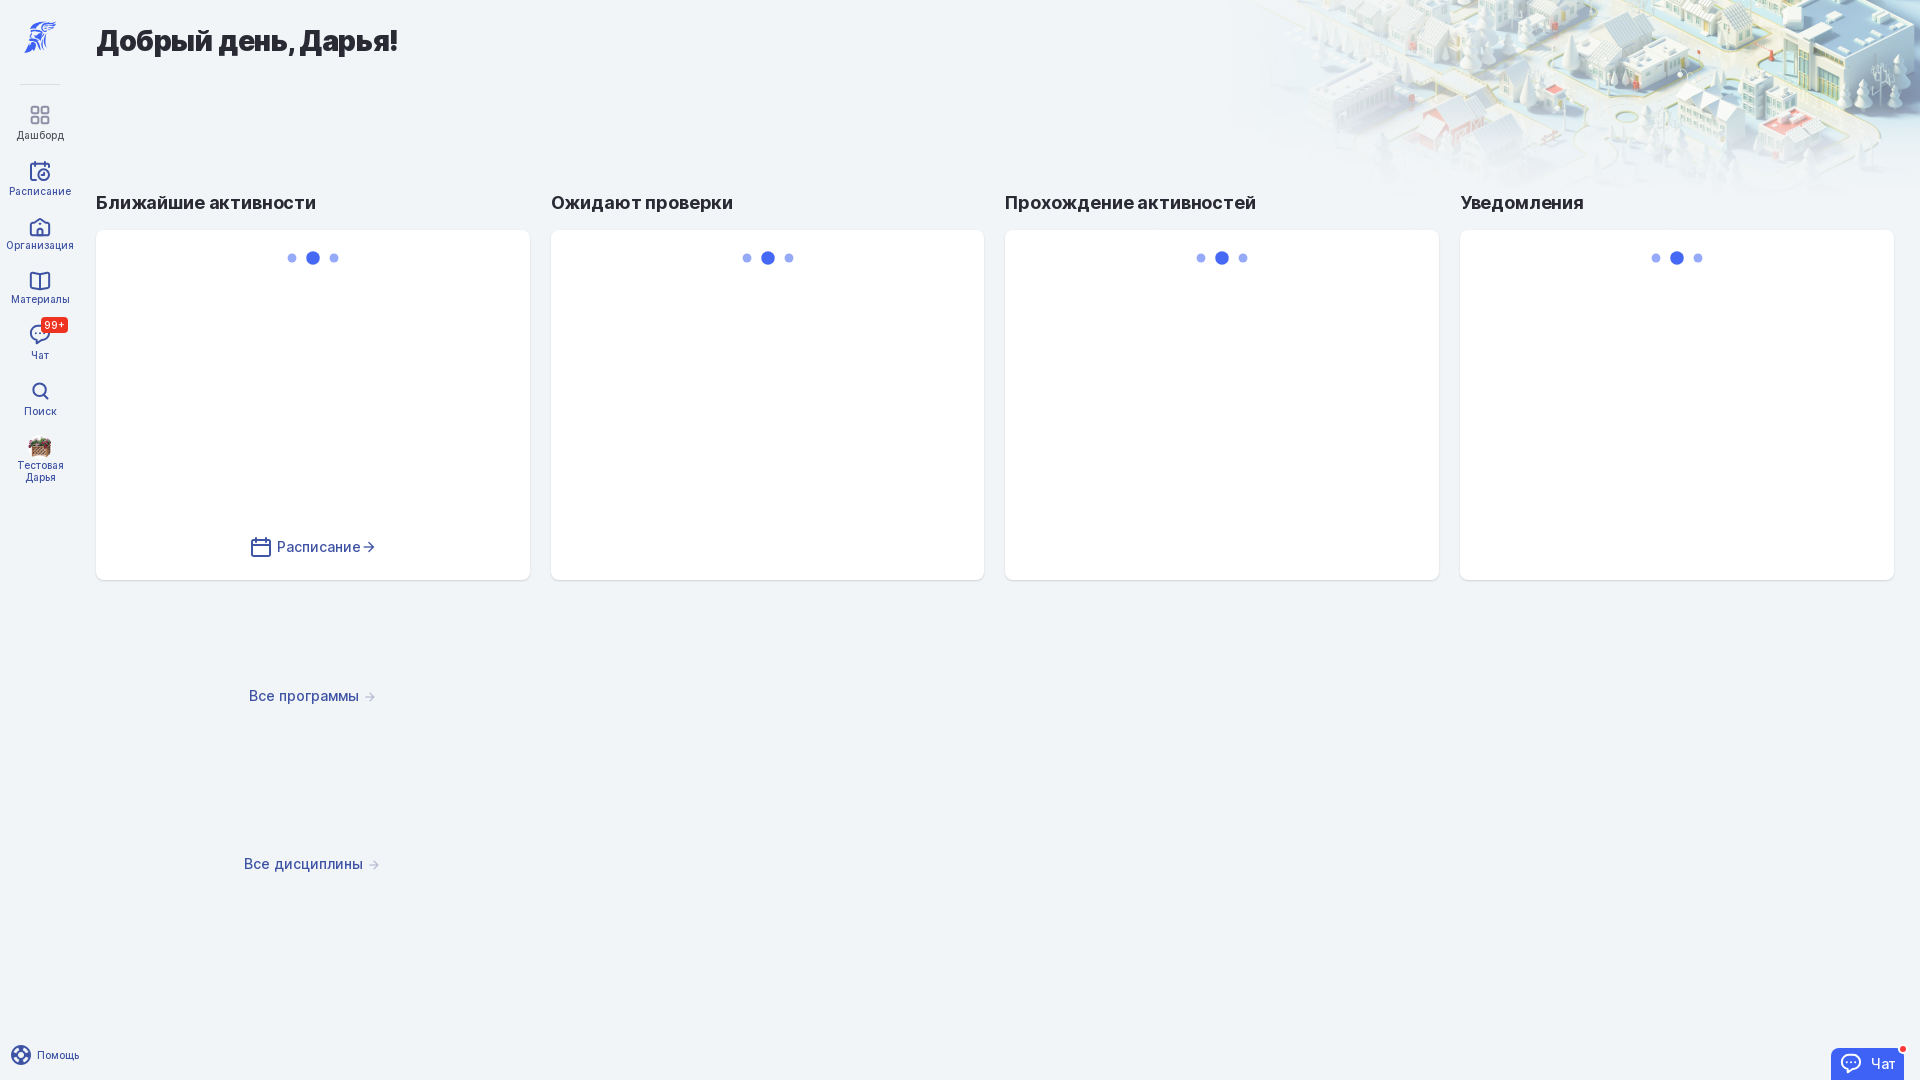 Добрый день, Дарья!
Дашборд
Расписание
Организация
Материалы
99+
Чат
Поиск
Тестовая
Дарья
Ближайшие активности
Ожидают проверки
Прохождение активностей
Уведомления
Расписание
Все программы
Все дисциплины
Помощь
Чат